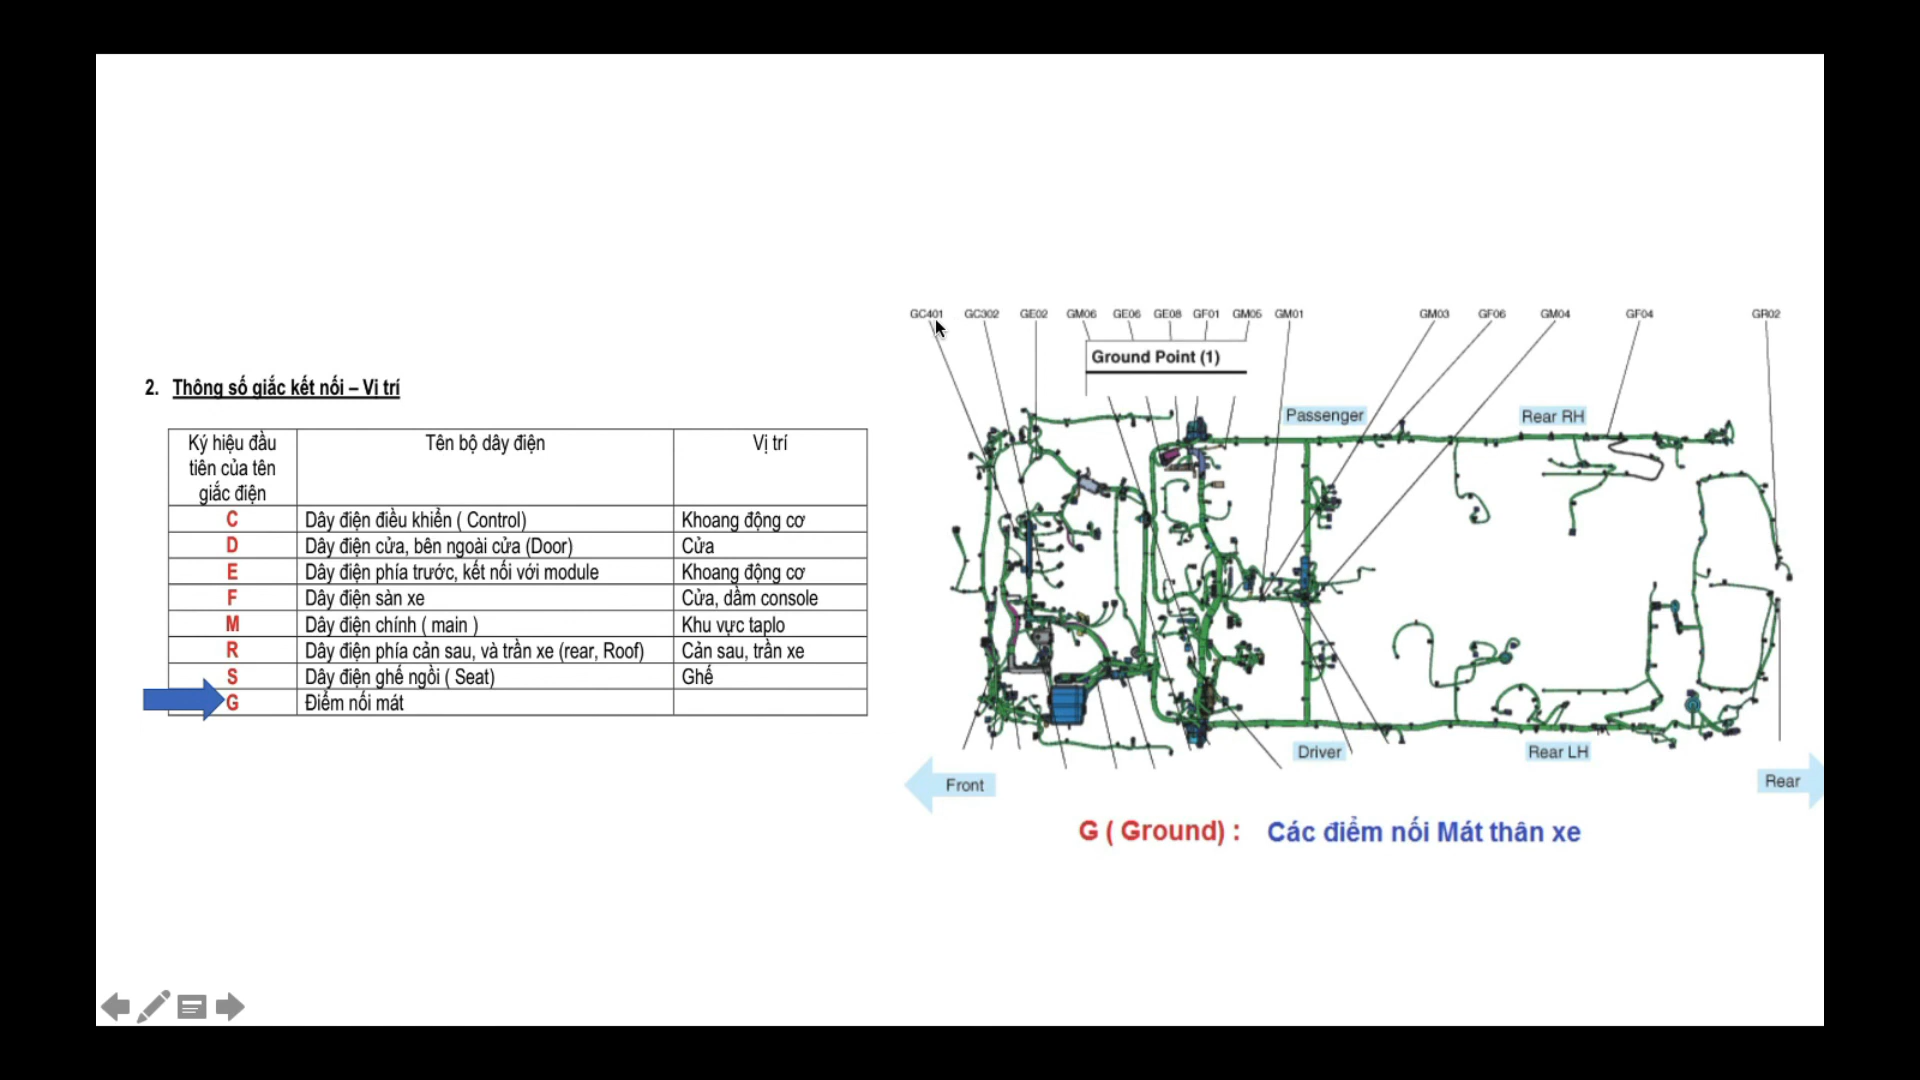 2. Thông số giắc kết nối – Vị trí
Ký hiệu đầu tiên của tên giắc điện | Tên bộ dây điện | Vị trí
C | Dây điện điều khiển ( Control) | Khoang động cơ
D | Dây điện cửa, bên ngoài cửa (Door) | Cửa
E | Dây điện phía trước, kết nối với module | Khoang động cơ
F | Dây điện sàn xe | Cửa, dầm console
M | Dây điện chính ( main ) | Khu vực taplo
R | Dây điện phía cản sau, và trần xe (rear, Roof) | Cản sau, trần xe
S | Dây điện ghế ngồi ( Seat) | Ghế
G | Điểm nối mát
GC401 GC302 GE02 GM06 GE06 GE08 GF01 GM05 GM01 GM03 GF06 GM04 GF04 GR02
Ground Point (1)
Passenger
Rear RH
Driver
Rear LH
Front
Rear
G ( Ground) : Các điểm nối Mát thân xe